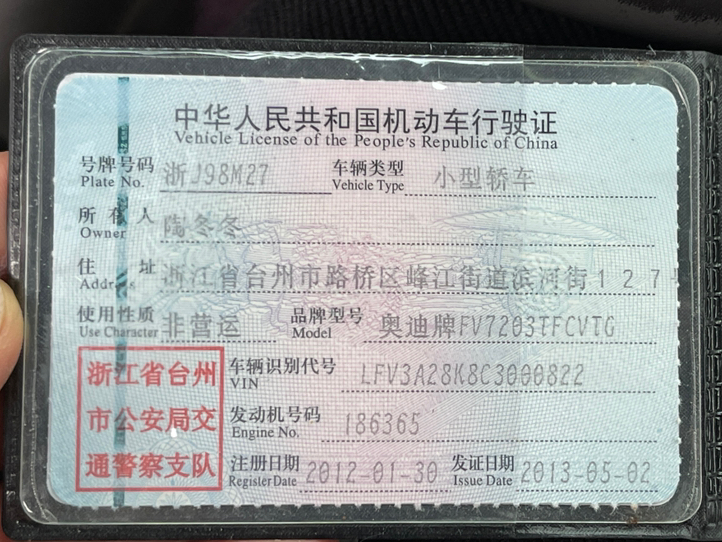 中华人民共和国机动车行驶证
Vehicle License of the People's Republic of China
号牌号码 浙J98M27 车辆类型 小型轿车
Plate No. Vehicle Type
所有人 陶冬冬
Owner
住址 浙江省台州市路桥区峰江街道滨河街127号
Address
使用性质 非营运 品牌型号 奥迪牌FV7203TFCVTG
Use Character Model
浙江省台州 车辆识别代号 LFV3A28K8C3000822
VIN
市公安局交 发动机号码 186365
Engine No.
通警察支队 注册日期 2012-01-30 发证日期 2013-05-02
Register Date Issue Date